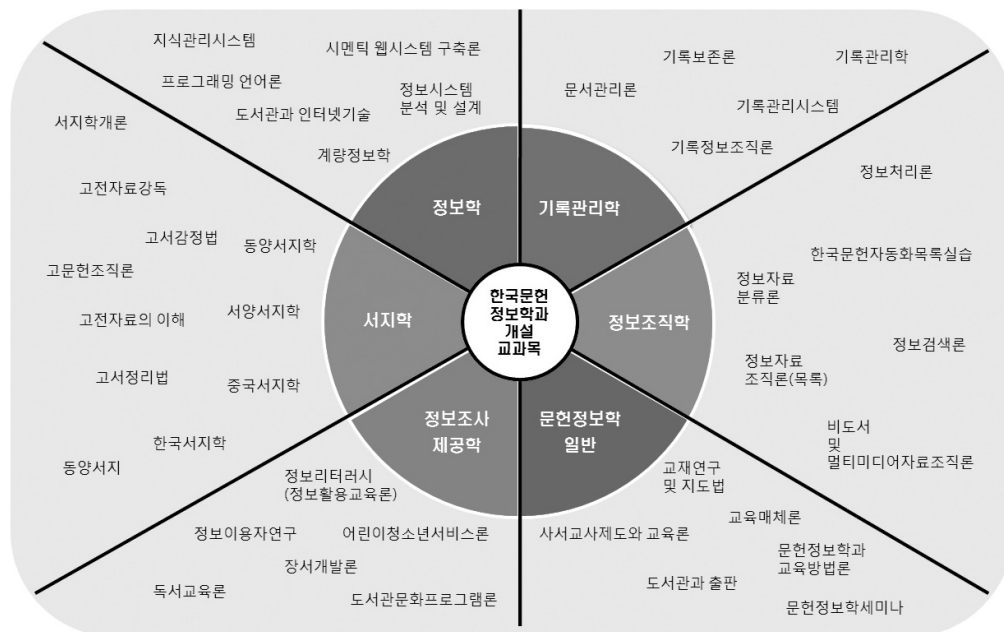 지식관리시스템
시멘틱 웹시스템 구축론
프로그래밍 언어론
정보시스템
분석 및 설계
도서관과 인터넷기술
계량정보학
정보학
기록보존론
기록관리학
문서관리론
기록관리시스템
기록정보조직론
기록관리학
서지학개론
고전자료강독
고서감정법
동양서지학
고문헌조직론
고전자료의 이해
서양서지학
고서정리법
중국서지학
한국서지학
동양서지
서지학
한국문헌
정보학과
개설
교과목
정보처리론
한국문헌자동화목록실습
정보자료
분류론
정보검색론
정보자료
조직론(목록)
비도서
및
멀티미디어자료조직론
정보조직학
정보조사
제공학
정보리터러시
(정보활용교육론)
정보이용자연구
어린이청소년서비스론
장서개발론
독서교육론
도서관문화프로그램론
문헌정보학
일반
교재연구
및 지도법
교육매체론
사서교사제도와 교육론
문헌정보학과
교육방법론
도서관과 출판
문헌정보학세미나